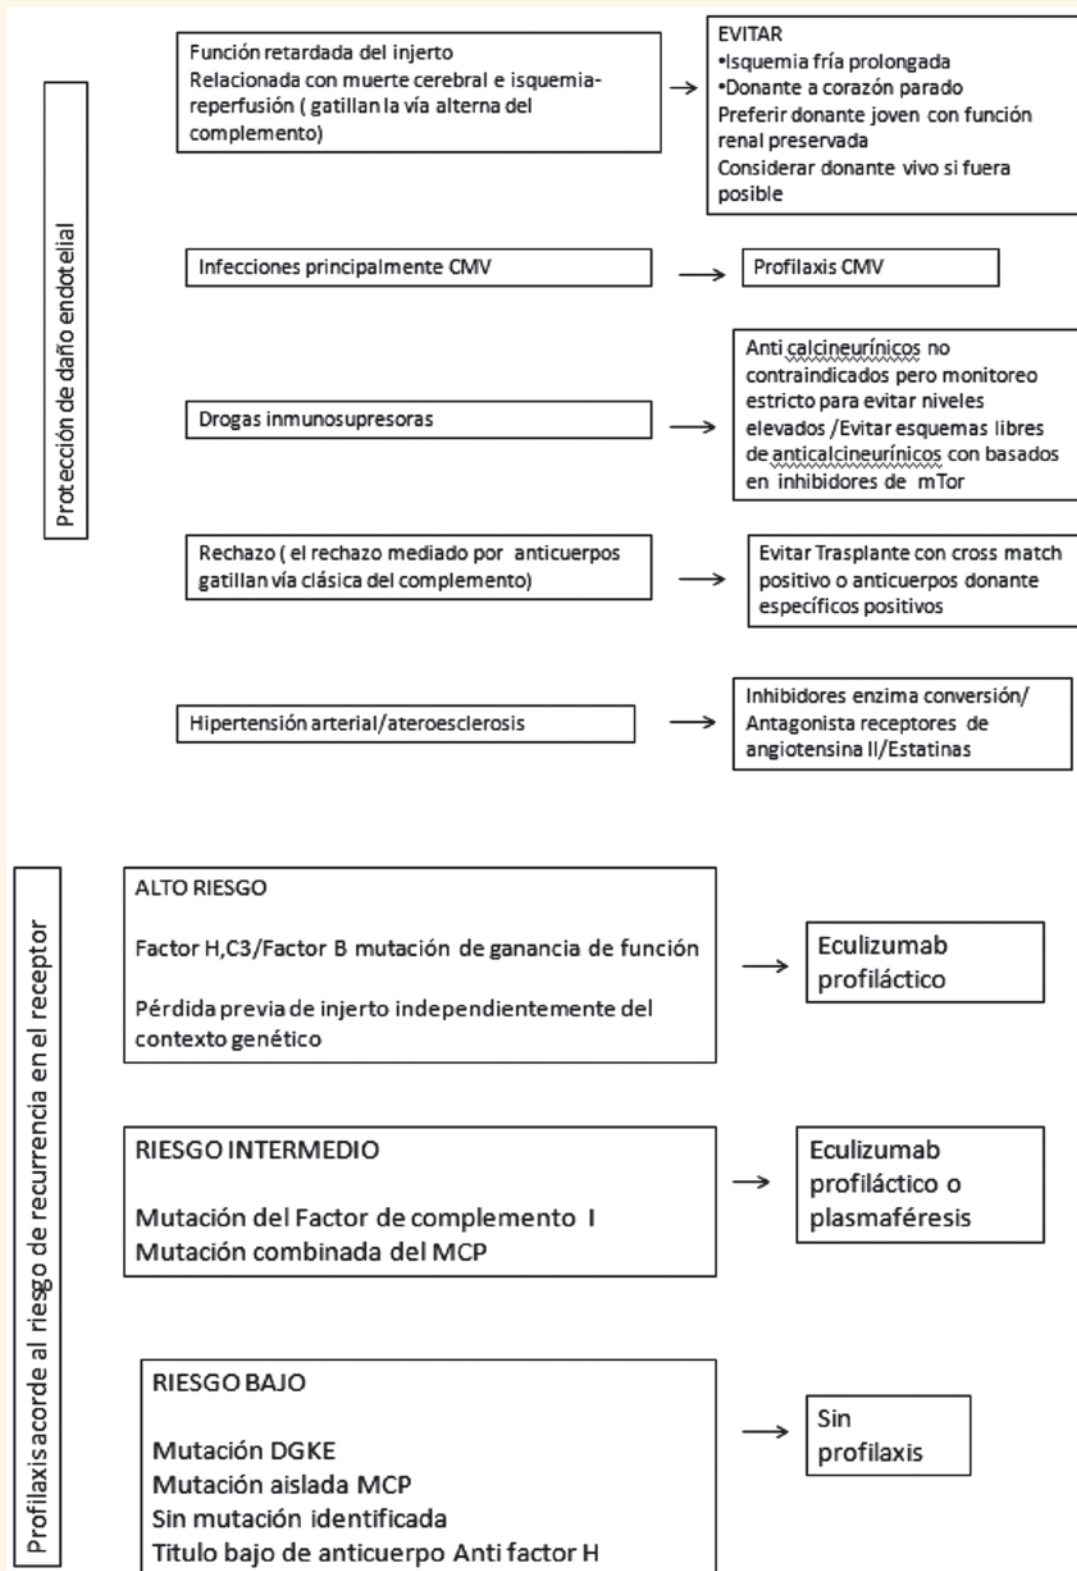 Protección de daño endotelial
Función retardada del injerto
Relacionada con muerte cerebral e isquemia-
reperfusión ( gatillan la vía alterna del
complemento)
EVITAR
•Isquemia fría prolongada
•Donante a corazón parado
Preferir donante joven con función
renal preservada
Considerar donante vivo si fuera
posible
Infecciones principalmente CMV
Profilaxis CMV
Drogas inmunosupresoras
Anti calcineurínicos no
contraindicados pero monitoreo
estricto para evitar niveles
elevados /Evitar esquemas libres
de anticalcineurínicos con basados
en inhibidores de mTor
Rechazo ( el rechazo mediado por anticuerpos
gatillan vía clásica del complemento)
Evitar Trasplante con cross match
positivo o anticuerpos donante
específicos positivos
Hipertensión arterial/ateroesclerosis
Inhibidores enzima conversión/
Antagonista receptores de
angiotensina II/Estatinas
Profilaxis acorde al riesgo de recurrencia en el receptor
ALTO RIESGO
Factor H,C3/Factor B mutación de ganancia de función
Pérdida previa de injerto independientemente del
contexto genético
Eculizumab
profiláctico
RIESGO INTERMEDIO
Mutación del Factor de complemento I
Mutación combinada del MCP
Eculizumab
profiláctico o
plasmaféresis
RIESGO BAJO
Mutación DGKE
Mutación aislada MCP
Sin mutación identificada
Titulo bajo de anticuerpo Anti factor H
Sin
profilaxis